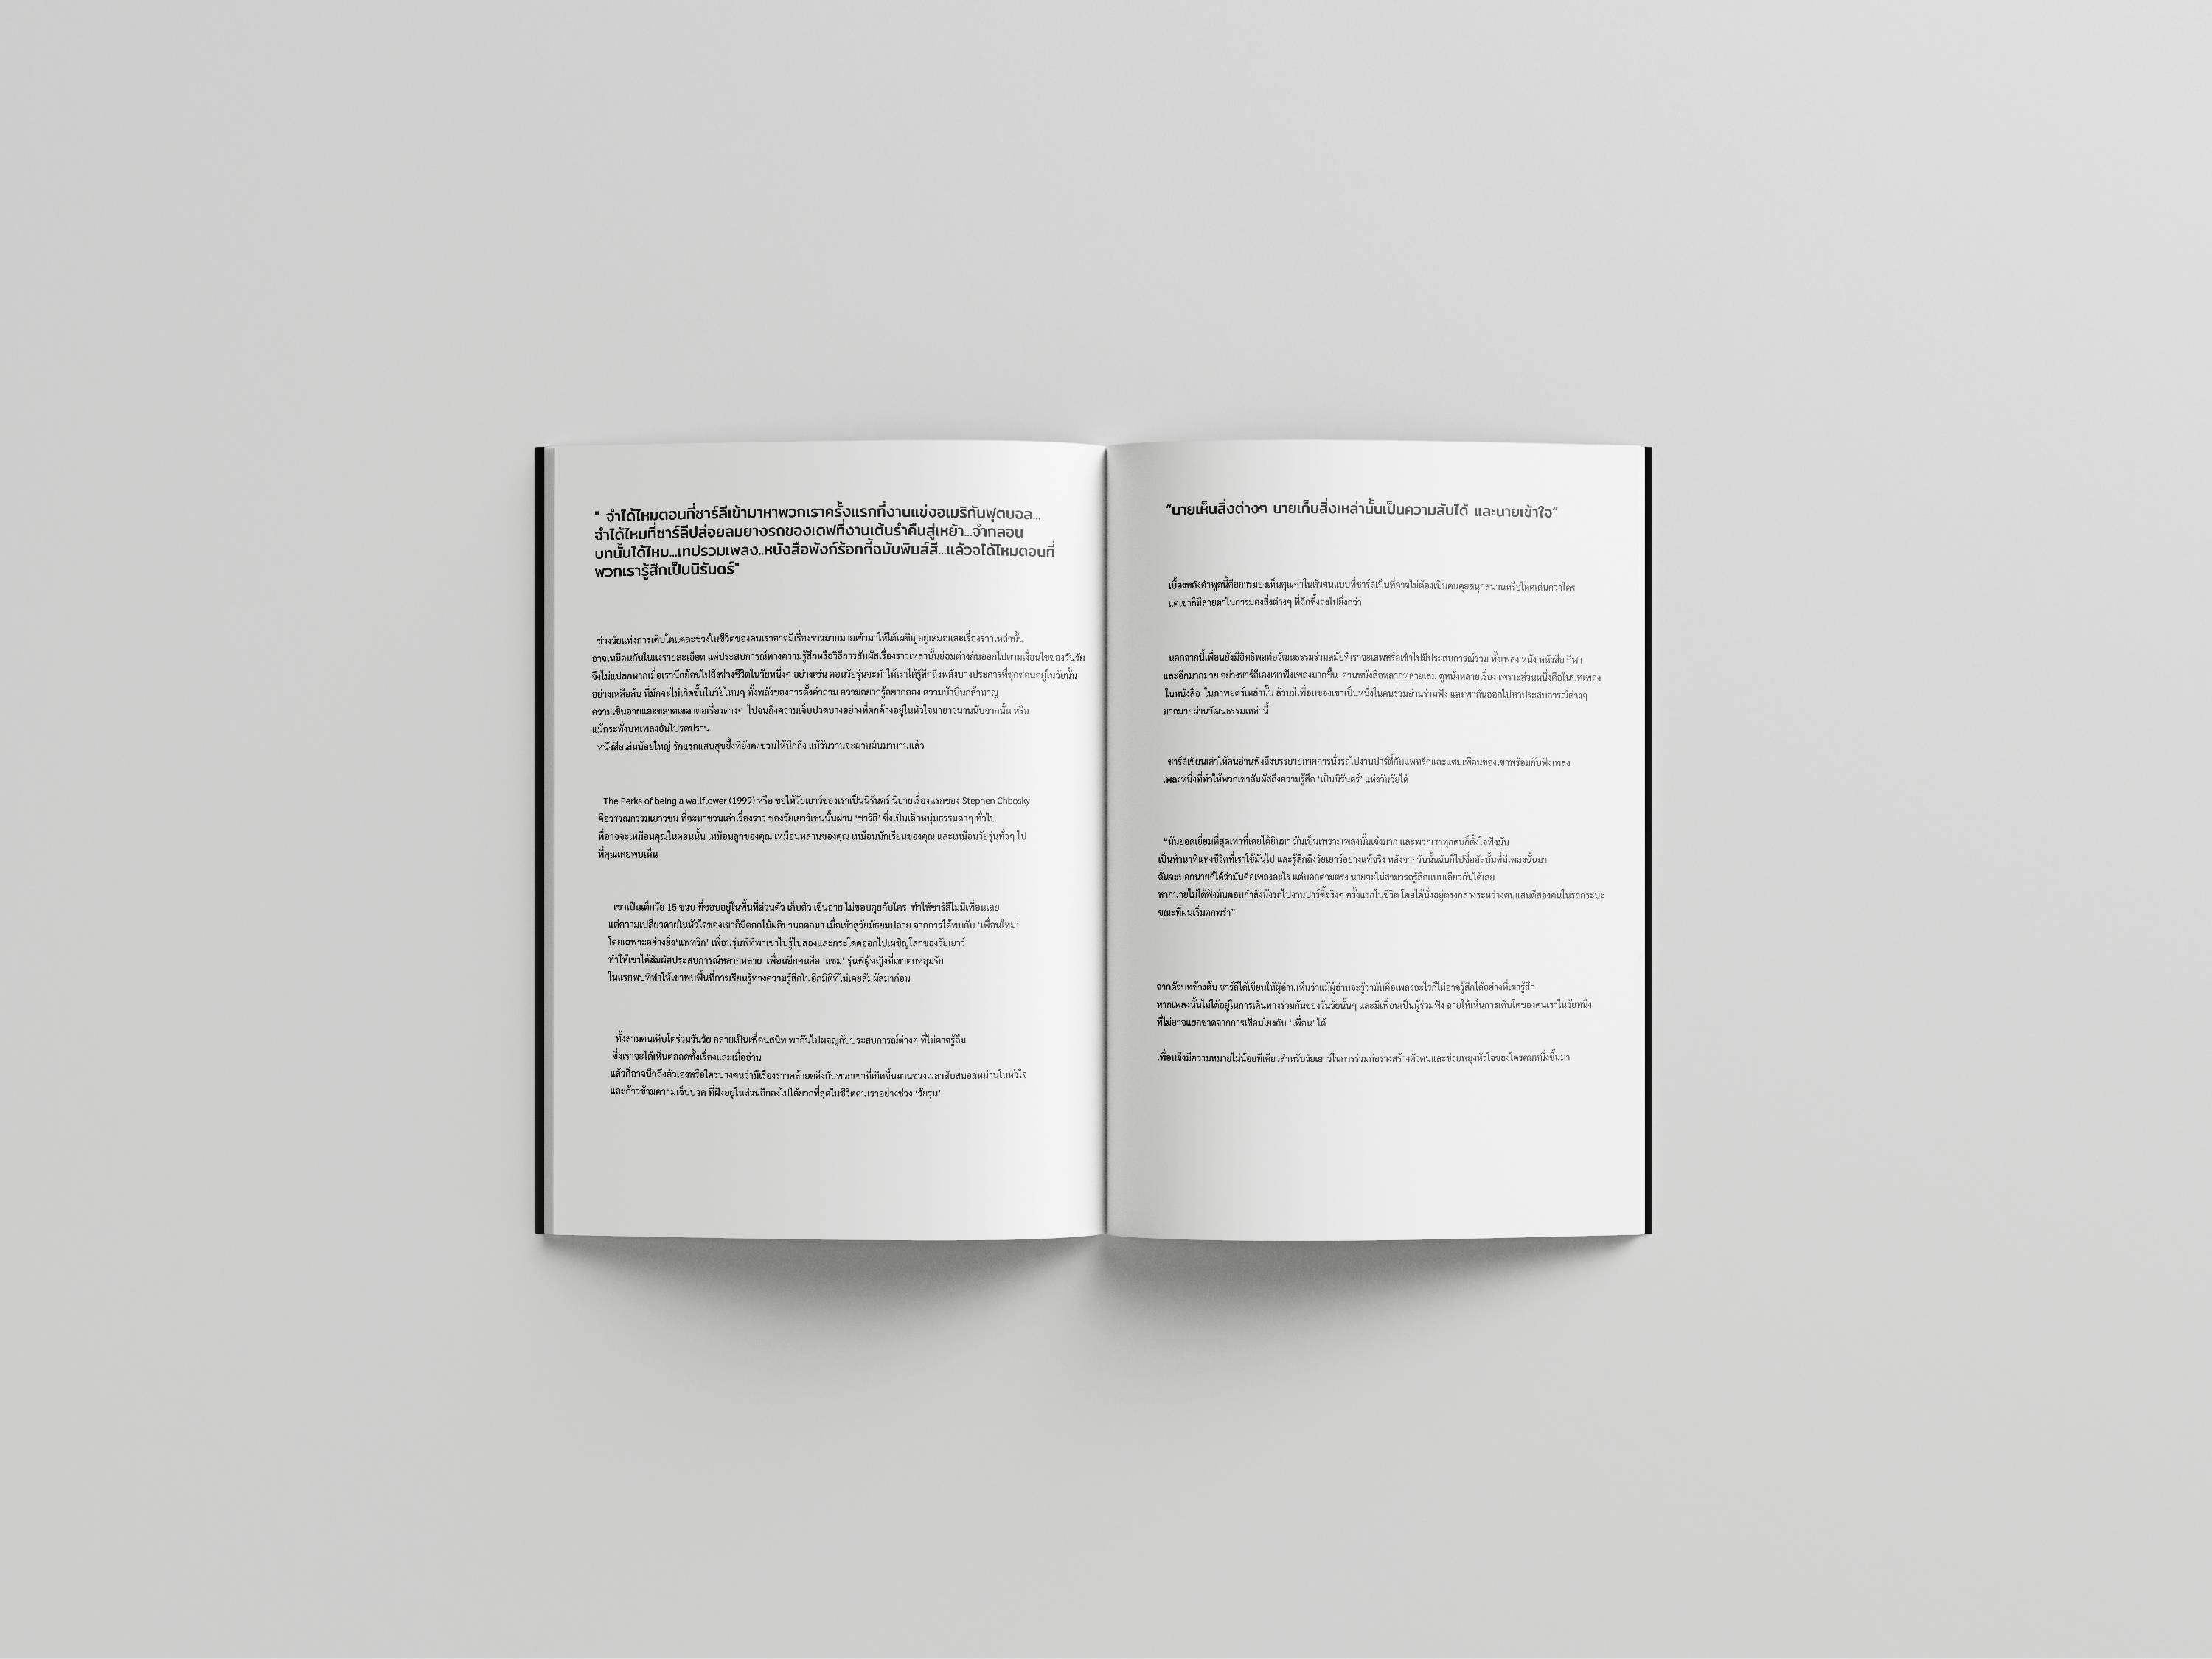 “ จำได้ไหมตอนที่ชาร์ลีเข้ามาหาพวกเราครั้งแรกที่งานแข่งอเมริกันฟุตบอล...
จำได้ไหมที่ชาร์ลีปล่อยลมยางรถของเดฟที่งานเต้นรำคืนสู่เหย้า...จำกลอน
บทนั้นได้ไหม...เทปรวมเพลง..หนังสือพังก์ร้อกกี้ฉบับพิมส์สี...แล้วจไได้ไหมตอนที่
พวกเรารู้สึกเป็นนิรันดร์"
ช่วงวัยแห่งการเติบโตแต่ละช่วงในชีวิตของคนเราอาจมีเรื่องราวมากมายเข้ามาให้ได้เผชิญอยู่เสมอและเรื่องราวเหล่านั้น
อาจเหมือนกันในแง่รายละเอียด แต่ประสบการณ์ทางความรู้สึกหรือวิธีการสัมผัสเรื่องราวเหล่านั้นย่อมต่างกันออกไปตามเงื่อนไขของวันวัย
จึงไม่แปลกหากเมื่อเรานึกย้อนไปถึงช่วงชีวิตในวัยหนึ่งๆ อย่างเช่น ตอนวัยรุ่นจะทำให้เราได้รู้สึกถึงพลังบางประการที่ซุกซ่อนอยู่ในวัยนั้น
อย่างเหลือล้น ที่มักจะไม่เกิดขึ้นในวัยไหนๆ ทั้งพลังของการตั้งคำถาม ความอยากรู้อยากลอง ความบ้าบิ่นกล้าหาญ
ความเขินอายและขลาดเขลาต่อเรื่องต่างๆ ไปจนถึงความเจ็บปวดบางอย่างที่ตกค้างอยู่ในหัวใจมายาวนานนับจากนั้น หรือ
แม้กระทั่งบทเพลงอันโปรดปราน
หนังสือเล่มน้อยใหญ่ รักแรกแสนสุขซึ้งที่ยังคงชวนให้นึกถึง แม้วันวานจะผ่านผันมานานแล้ว
The Perks of being a wallflower (1999) หรือ ขอให้วัยเยาว์ของเราเป็นนิรันดร์ นิยายเรื่องแรกของ Stephen Chbosky
คือวรรณกรรมเยาวชน ที่จะมาชวนเล่าเรื่องราว ของวัยเยาว์เช่นนั้นผ่าน ‘ชาร์ลี’ ซึ่งเป็นเด็กหนุ่มธรรมดาๆ ทั่วไป
ที่อาจจะเหมือนคุณในตอนนั้น เหมือนลูกของคุณ เหมือนหลานของคุณ เหมือนนักเรียนของคุณ และเหมือนวัยรุ่นทั่วๆ ไป
ที่คุณเคยพบเห็น
เขาเป็นเด็กวัย 15 ขวบ ที่ชอบอยู่ในพื้นที่ส่วนตัว เก็บตัว เขินอาย ไม่ชอบคุยกับใคร ทำให้ชาร์ลีไม่มีเพื่อนเลย
แต่ความเปลี่ยวดายในหัวใจของเขาก็มีดอกไม้ผลิบานออกมา เมื่อเข้าสู่วัยมัธยมปลาย จากการได้พบกับ ‘เพื่อนใหม่’
โดยเฉพาะอย่างยิ่ง‘แพทริก’ เพื่อนรุ่นพี่ที่พาเขาไปรู้ไปลองและกระโดดออกไปเผชิญโลกของวัยเยาว์
ทำให้เขาได้สัมผัสประสบการณ์หลากหลาย เพื่อนอีกคนคือ ‘แซม’ รุ่นพี่ผู้หญิงที่เขาตกหลุมรัก
ในแรกพบที่ทำให้เขาพบพื้นที่การเรียนรู้ทางความรู้สึกในอีกมิติที่ไม่เคยสัมผัสมาก่อน
ทั้งสามคนเติบโตร่วมวันวัย กลายเป็นเพื่อนสนิท พากันไปผจญกับประสบการณ์ต่างๆ ที่ไม่อาจรู้ลืม
ซึ่งเราจะได้เห็นตลอดทั้งเรื่องและเมื่ออ่าน
แล้วก็อาจนึกถึงตัวเองหรือใครบางคนว่ามีเรื่องราวคล้ายคลึงกับพวกเขาที่เกิดขึ้นมานช่วงเวลาสับสนอลหม่านในหัวใจ
และก้าวข้ามความเจ็บปวด ที่ฝังอยู่ในส่วนลึกลงไปได้ยากที่สุดในชีวิตคนเราอย่างช่วง ‘วัยรุ่น’
“นายเห็นสิ่งต่างๆ นายเก็บสิ่งเหล่านั้นเป็นความลับได้ และนายเข้าใจ”
เบื้องหลังคำพูดนี้คือการมองเห็นคุณค่าในตัวตนแบบที่ชาร์ลีเป็นที่อาจไม่ต้องเป็นคนคุยสนุกสนานหรือโดดเด่นกว่าใคร
แต่เขาก็มีสายตาในการมองสิ่งต่างๆ ที่ลึกซึ้งลงไปยิ่งกว่า
นอกจากนี้เพื่อนยังมีอิทธิพลต่อวัฒนธรรมร่วมสมัยที่เราจะเสพหรือเข้าไปมีประสบการณ์ร่วม ทั้งเพลง หนัง หนังสือ กีฬา
และอีกมากมาย อย่างชาร์ลีเองเขาฟังเพลงมากขึ้น อ่านหนังสือหลากหลายเล่ม ดูหนังหลายเรื่อง เพราะส่วนหนึ่งคือในบทเพลง
ในหนังสือ ในภาพยตร์เหล่านั้น ล้วนมีเพื่อนของเขาเป็นหนึ่งในคนร่วมอ่านร่วมฟัง และพากันออกไปหาประสบการณ์ต่างๆ
มากมายผ่านวัฒนธรรมเหล่านี้
ชาร์ลีเขียนเล่าให้คนอ่านฟังถึงบรรยายกาศการนั่งรถไปงานปาร์ตี้กับแพทริกและแซมเพื่อนของเขาพร้อมกับฟังเพลง
เพลงหนึ่งที่ทำให้พวกเขาสัมผัสถึงความรู้สึก ‘เป็นนิรันดร์’ แห่งวันวัยได้
“มันยอดเยี่ยมที่สุดเท่าที่เคยได้ยินมา มันเป็นเพราะเพลงนั้นเจ๋งมาก และพวกเราทุกคนก็ตั้งใจฟังมัน
เป็นห้านาทีแห่งชีวิตที่เราใช้มันไป และรู้สึกถึงวัยเยาว์อย่างแท้จริง หลังจากวันนั้นฉันก็ไปซื้ออัลบั้มที่มีเพลงนั้นมา
ฉันจะบอกนายก็ได้ว่ามันคือเพลงอะไร แต่บอกตามตรง นายจะไม่สามารถรู้สึกแบบเดียวกันได้เลย
หากนายไม่ได้ฟังมันตอนกำลังนั่งรถไปงานปาร์ตี้จริงๆ ครั้งแรกในชีวิต โดยได้นั่งอยู่ตรงกลางระหว่างคนแสนดีสองคนในรถกระบะ
ขณะที่ฝนเริ่มตกพรำ”
จากตัวบทข้างต้น ชาร์ลีได้เขียนให้ผู้อ่านเห็นว่าแม้ผู้อ่านจะรู้ว่ามันคือเพลงอะไรก็ไม่อาจรู้สึกได้อย่างที่เขารู้สึก
หากเพลงนั้นไม่ได้อยู่ในการเดินทางร่วมกันของวันวัยนั้นๆ และมีเพื่อนเป็นผู้ร่วมฟัง ฉายให้เห็นการเติบโตของคนเราในวัยหนึ่ง
ที่ไม่อาจแยกขาดจากการเชื่อมโยงกับ ‘เพื่อน’ ได้
เพื่อนจึงมีความหมายไม่น้อยทีเดียวสำหรับวัยเยาว์ในการร่วมก่อร่างสร้างตัวตนและช่วยพยุงหัวใจของใครคนหนึ่งขึ้นมา